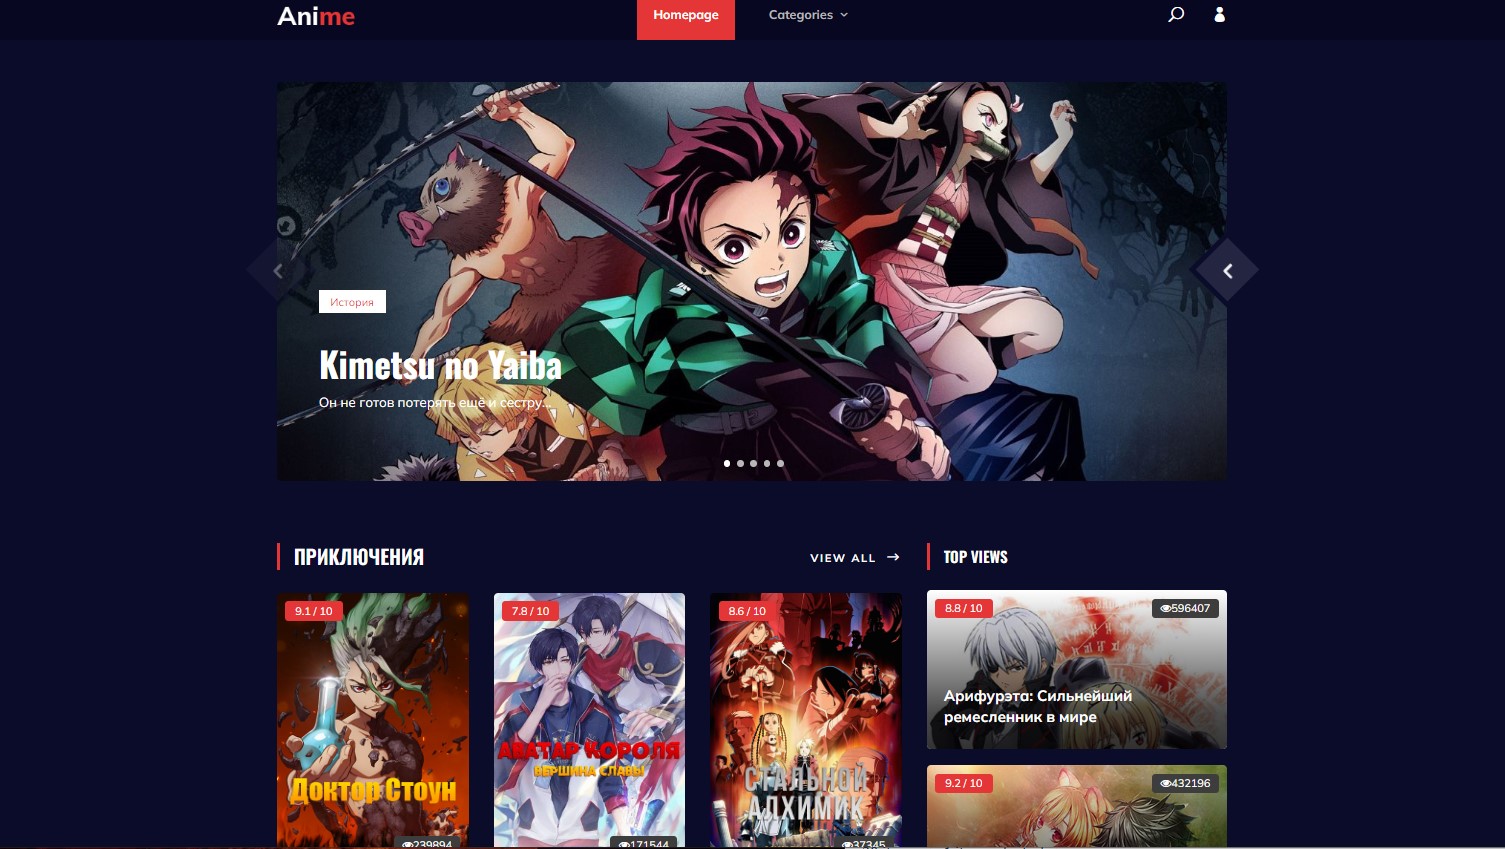 Anime
Homepage
Categories
История
Kimetsu no Yaiba
Он не готов потерять ещё и сестру...
ПРИКЛЮЧЕНИЯ
VIEW ALL
TOP VIEWS
9.1 / 10
Доктор Стоун
239894
7.8 / 10
АВАТАР КОРОЛЯ
ВЕРШИНА СЛАВЫ
171544
8.6 / 10
СТАЛЬНОЙ
АЛХИМИК
37345
8.8 / 10
596407
Арифурэта: Сильнейший
ремесленник в мире
9.2 / 10
432196